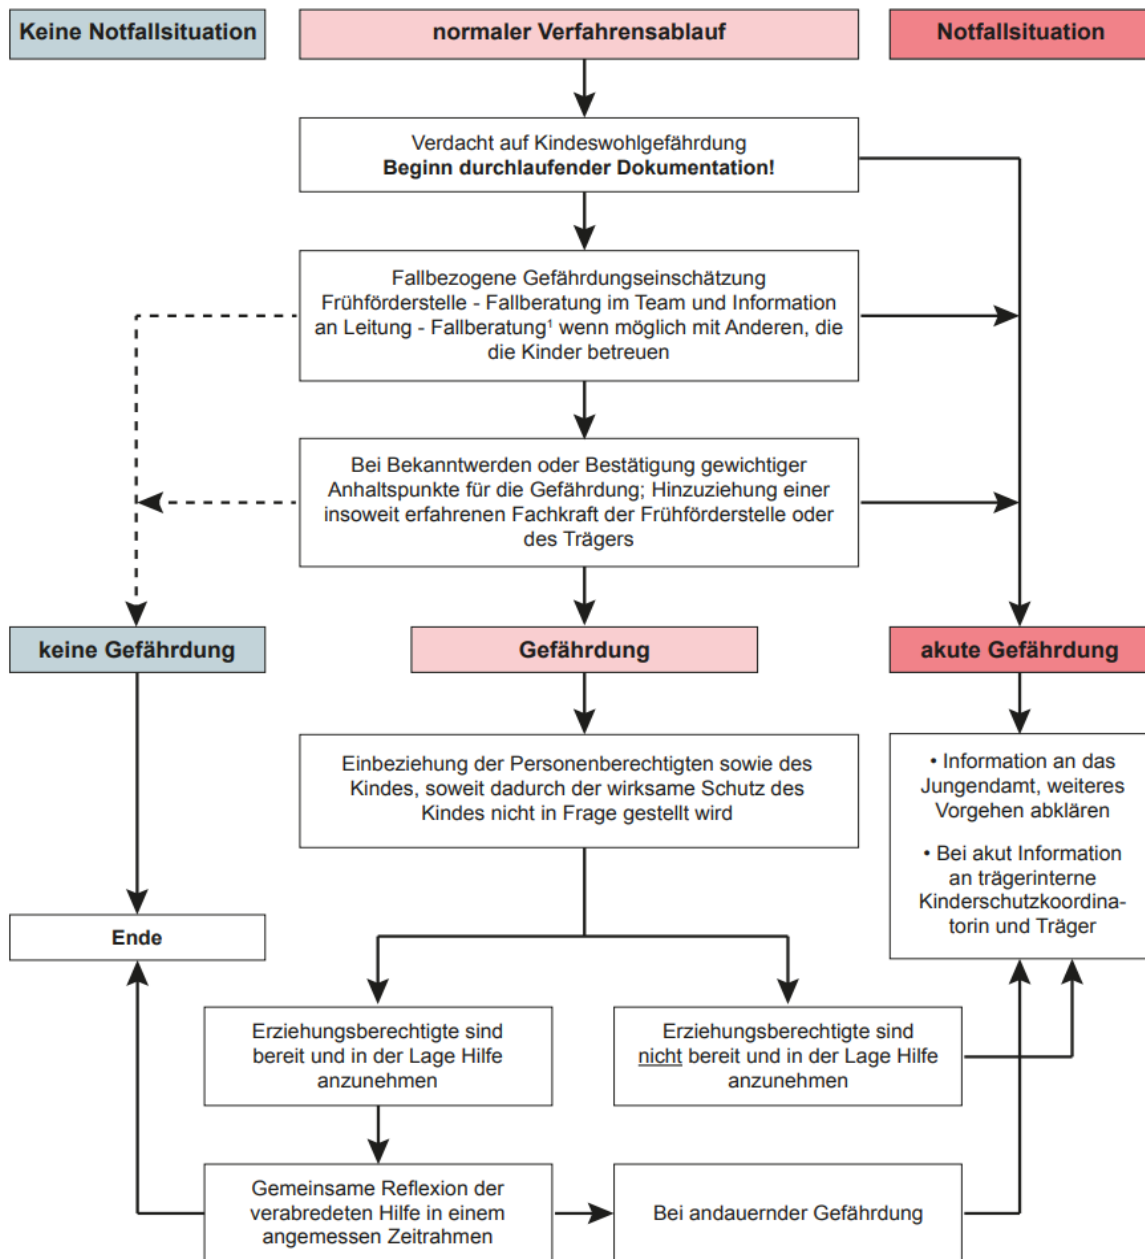 Keine Notfallsituation
normaler Verfahrensablauf
Notfallsituation
Verdacht auf Kindeswohlgefährdung
Beginn durchlaufender Dokumentation!
Fallbezogene Gefährdungseinschätzung
Frühförderstelle - Fallberatung im Team und Information
an Leitung - Fallberatung¹ wenn möglich mit Anderen, die
die Kinder betreuen
Bei Bekanntwerden oder Bestätigung gewichtiger
Anhaltspunkte für die Gefährdung; Hinzuziehung einer
insoweit erfahrenen Fachkraft der Frühförderstelle oder
des Trägers
keine Gefährdung
Gefährdung
akute Gefährdung
Einbeziehung der Personenberechtigten sowie des
Kindes, soweit dadurch der wirksame Schutz des
Kindes nicht in Frage gestellt wird
• Information an das
Jungendamt, weiteres
Vorgehen abklären
• Bei akut Information
an trägerinterne
Kinderschutzkoordina-
torin und Träger
Ende
Erziehungsberechtigte sind
bereit und in der Lage Hilfe
anzunehmen
Erziehungsberechtigte sind
nicht bereit und in der Lage Hilfe
anzunehmen
Gemeinsame Reflexion der
verabredeten Hilfe in einem
angemessen Zeitrahmen
Bei andauernder Gefährdung